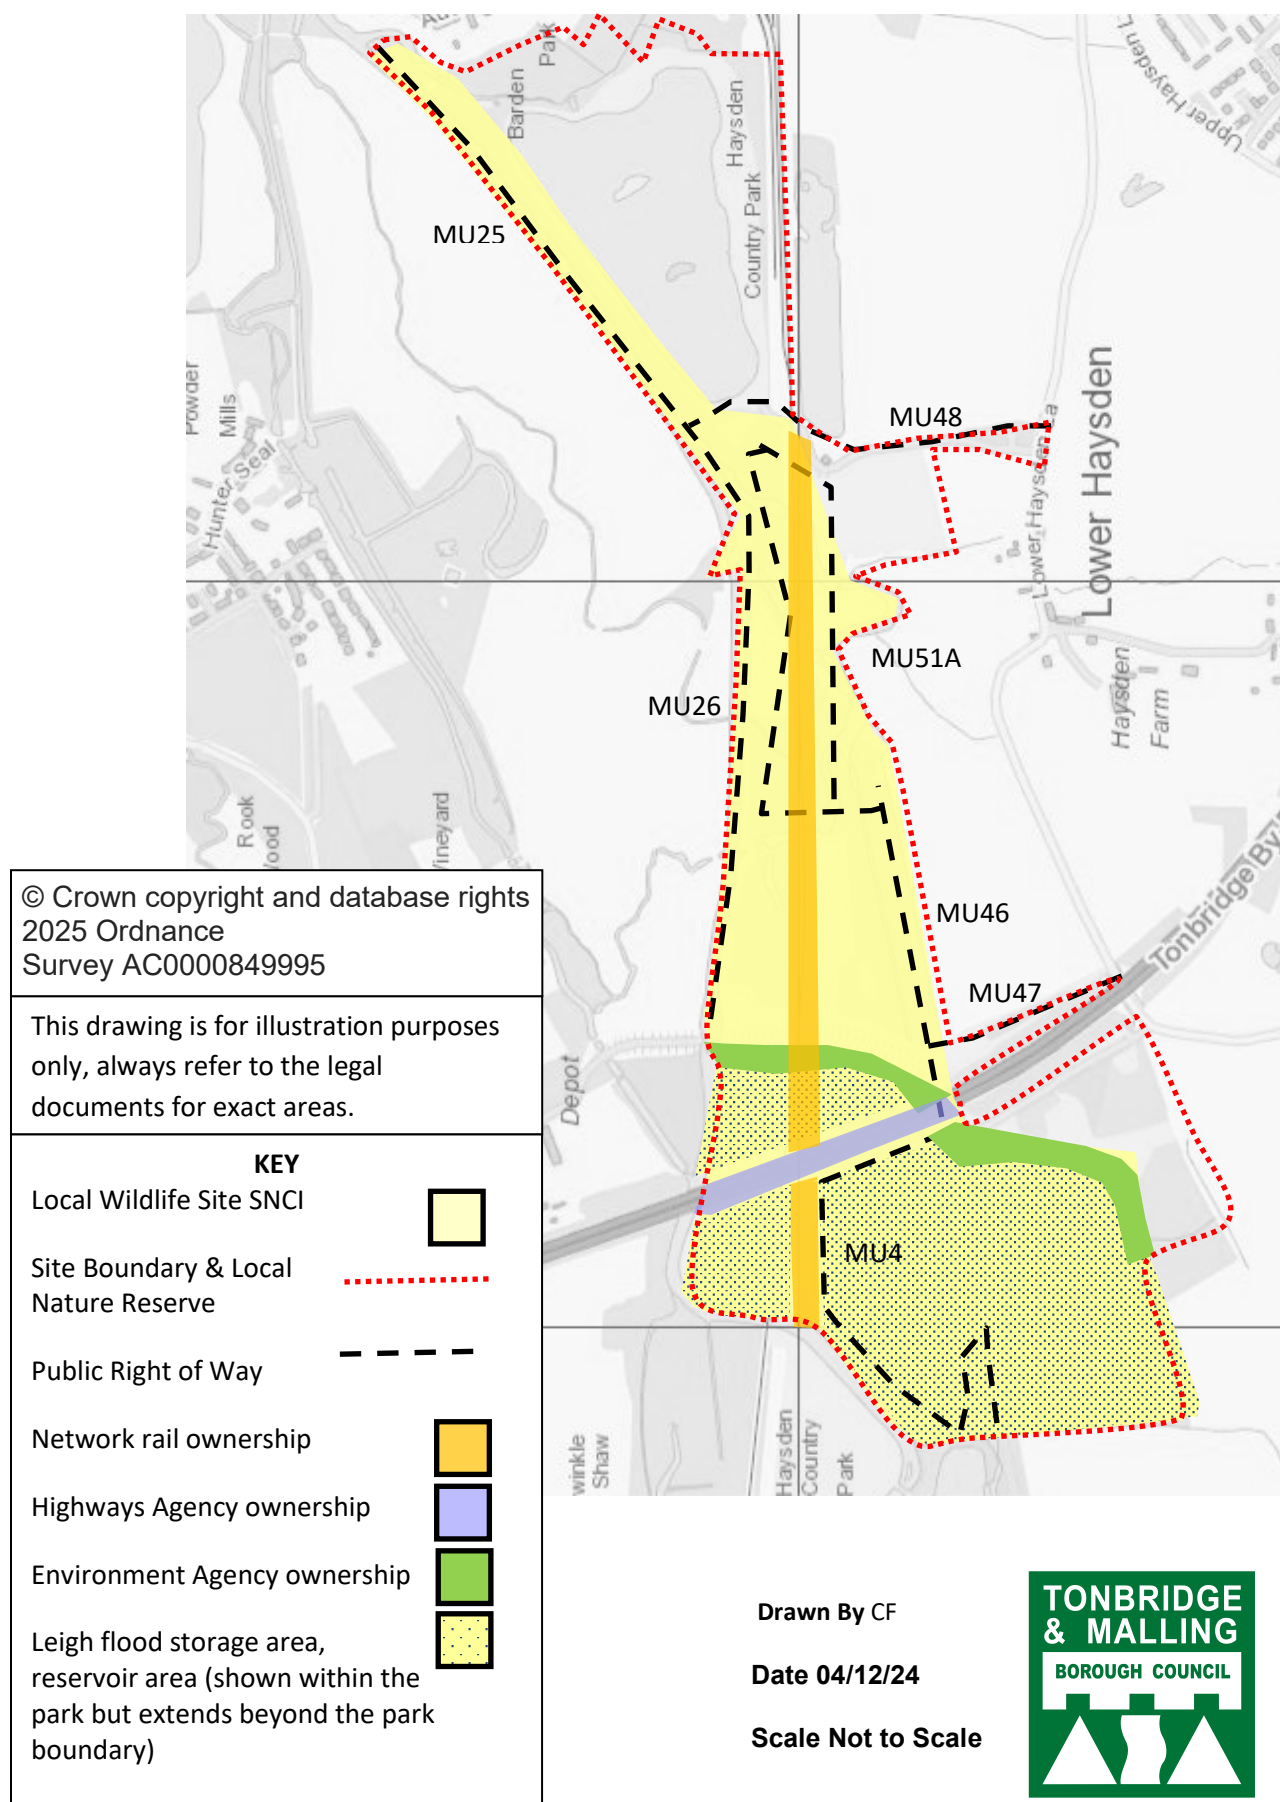 Barden
Park
Haysden
Country Park
Upper Haysden L
MU25
Powder
Mills
Hunter Seal
MU48
Lower Haysden La
Lower Haysden
MU51A
MU26
Haysden
Farm
Rook
Vineyard
MU46
Tonbridge By
MU47
Depot
MU4
winkle
Shaw
Haysden
Country
Park
© Crown copyright and database rights
2025 Ordnance
Survey AC0000849995
This drawing is for illustration purposes
only, always refer to the legal
documents for exact areas.
KEY
Local Wildlife Site SNCI
Site Boundary & Local
Nature Reserve
Public Right of Way
Network rail ownership
Highways Agency ownership
Environment Agency ownership
Leigh flood storage area,
reservoir area (shown within the
park but extends beyond the park
boundary)
Drawn By CF
Date 04/12/24
Scale Not to Scale
TONBRIDGE
& MALLING
BOROUGH COUNCIL